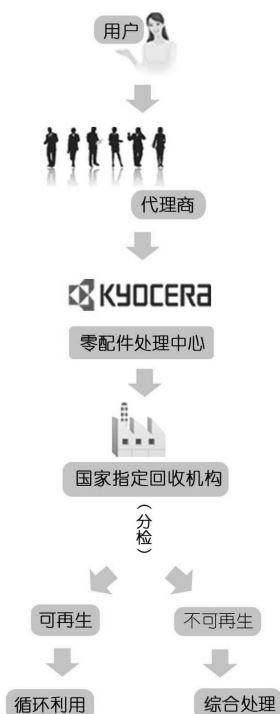 用户
代理商
KYOCERA
零配件处理中心
国家指定回收机构
(分检)
可再生
不可再生
循环利用
综合处理